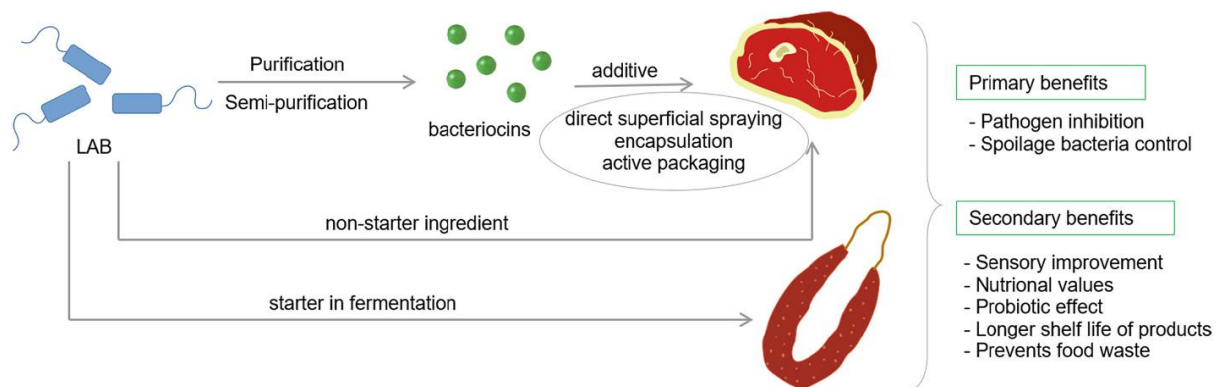 Purification
Semi-purification
LAB
bacteriocins
additive
direct superficial spraying
encapsulation
active packaging
non-starter ingredient
starter in fermentation
Primary benefits
- Pathogen inhibition
- Spoilage bacteria control
Secondary benefits
- Sensory improvement
- Nutrional values
- Probiotic effect
- Longer shelf life of products
- Prevents food waste